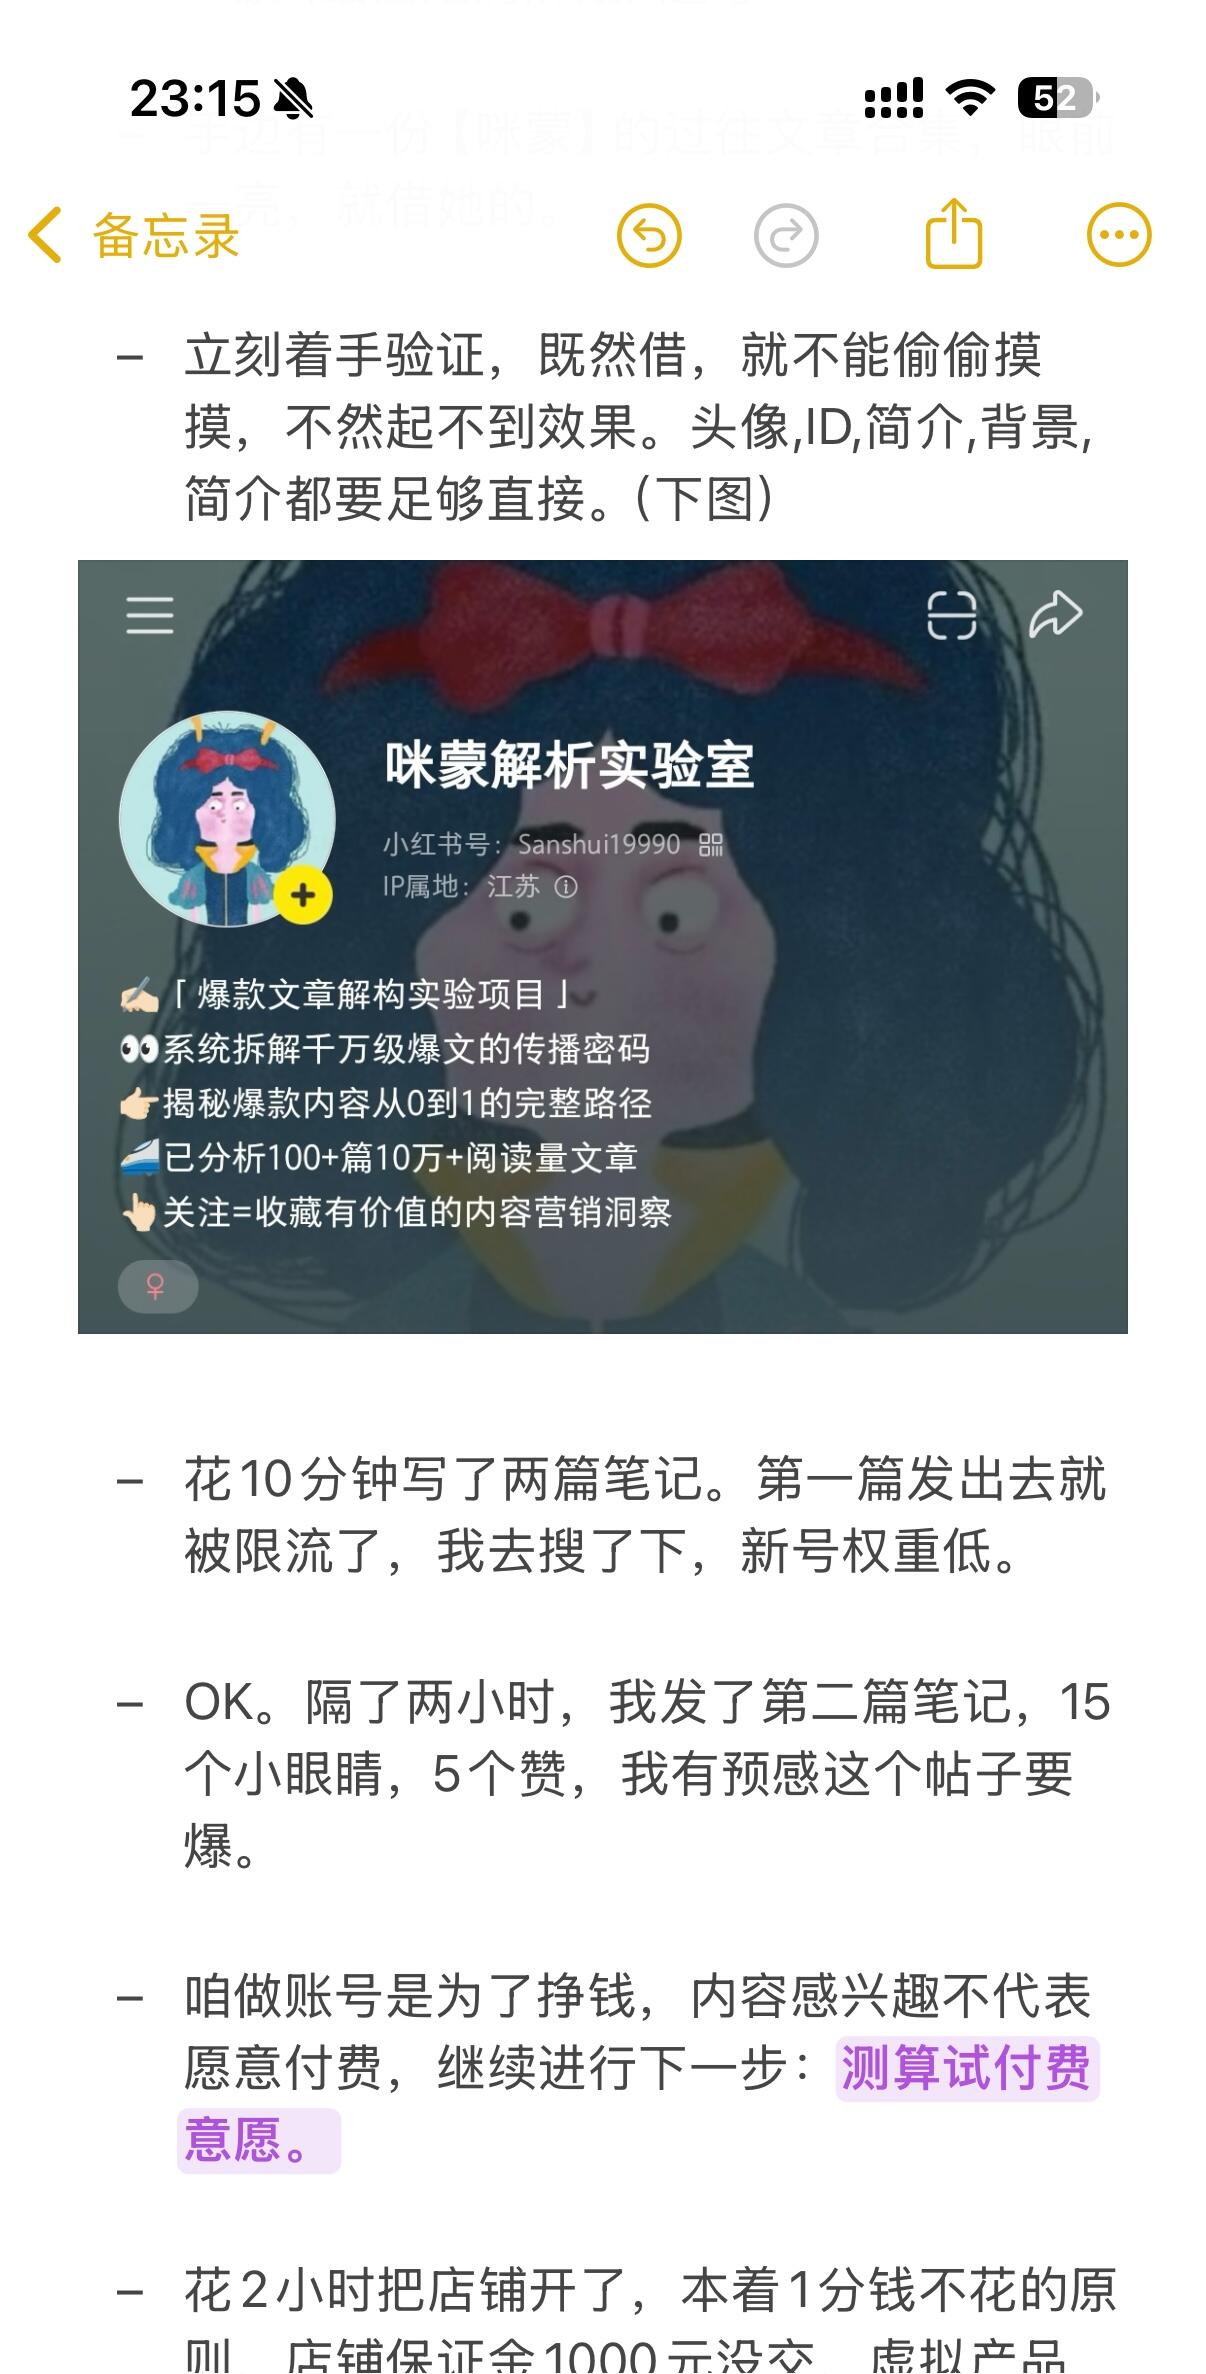 23:15
52
手边有一份【咪蒙】的过往文章合集，眼前
一亮，就借她的。
备忘录
– 立刻着手验证，既然借，就不能偷偷摸
摸，不然起不到效果。头像,ID,简介,背景,
简介都要足够直接。（下图）
咪蒙解析实验室
小红书号：Sanshui19990
IP属地：江苏
「爆款文章解构实验项目」
系统拆解千万级爆文的传播密码
揭秘爆款内容从0到1的完整路径
已分析100+篇10万+阅读量文章
关注=收藏有价值的内容营销洞察
– 花10分钟写了两篇笔记。第一篇发出去就
被限流了，我去搜了下，新号权重低。
– OK。隔了两小时，我发了第二篇笔记，15
个小眼睛，5个赞，我有预感这个帖子要
爆。
– 咱做账号是为了挣钱，内容感兴趣不代表
愿意付费，继续进行下一步：测算试付费
意愿。
– 花2小时把店铺开了，本着1分钱不花的原
则，店铺保证金1000元没交，虚拟产品